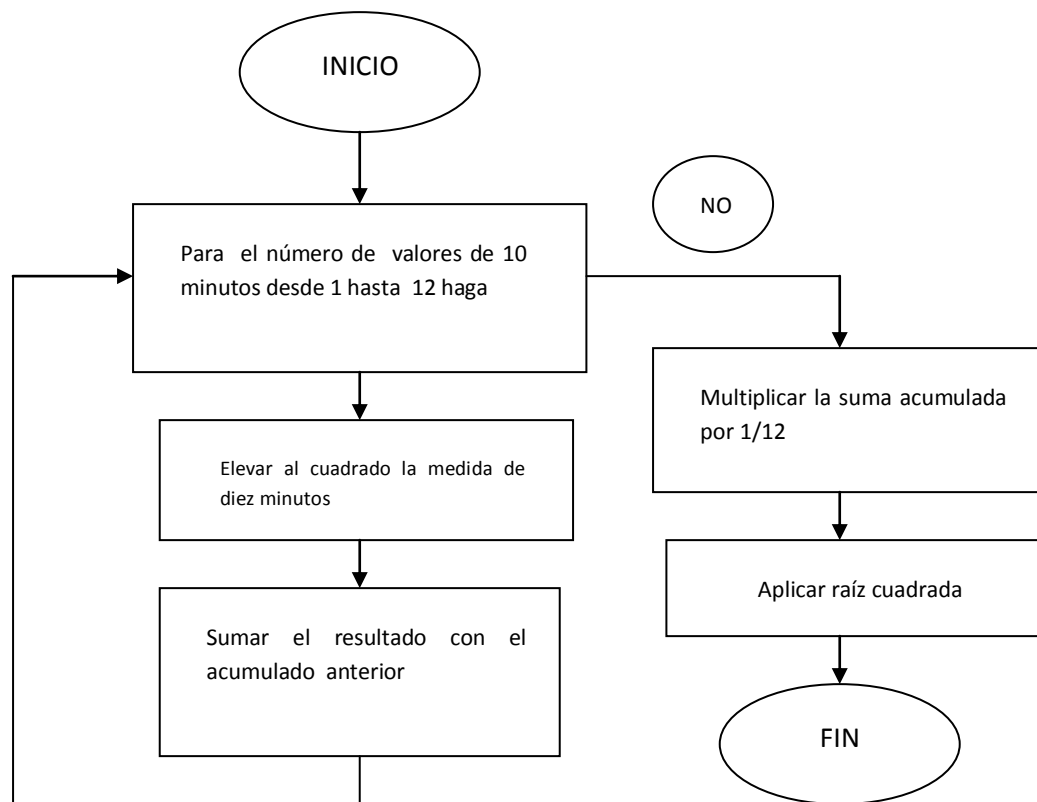 INICIO
NO
Para el número de valores de 10
minutos desde 1 hasta 12 haga
Multiplicar la suma acumulada
por 1/12
Elevar al cuadrado la medida de
diez minutos
Aplicar raíz cuadrada
Sumar el resultado con el
acumulado anterior
FIN